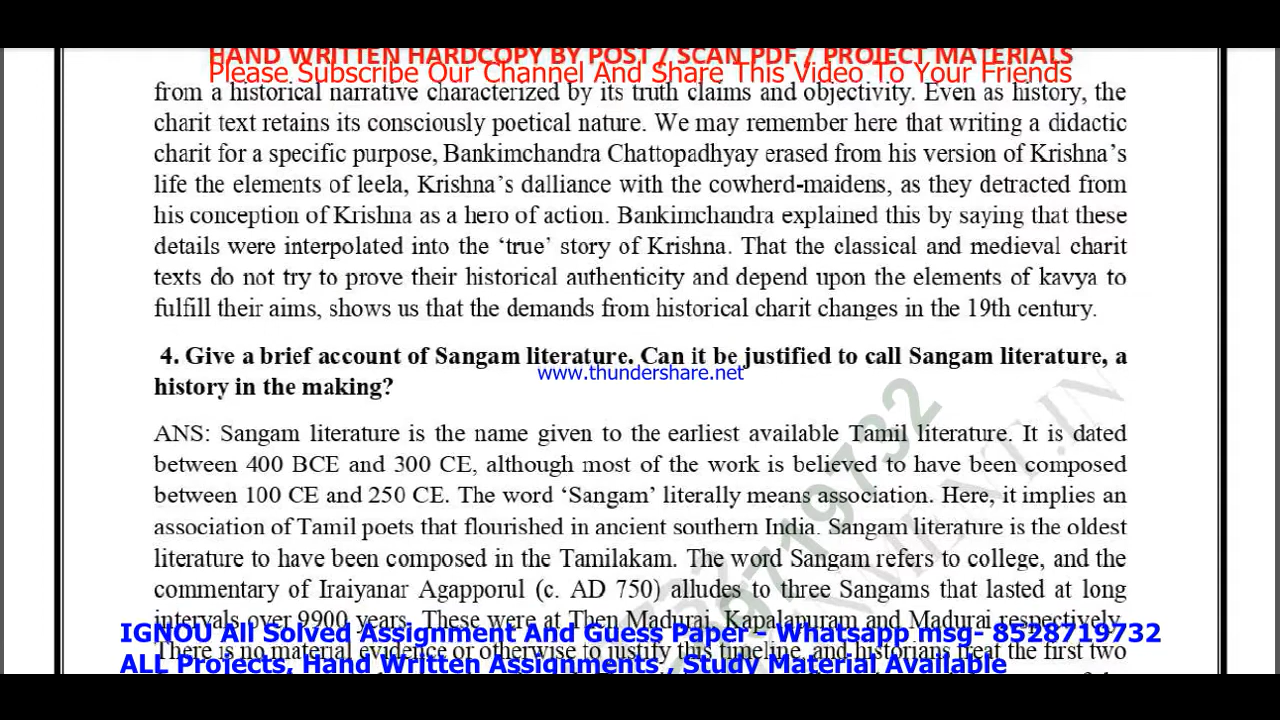 HAND WRITTEN HARDCOPY BY POST / SCAN PDF / PROJECT MATERIALS
Please Subscribe Our Channel And Share This Video To Your Friends
from a historical narrative characterized by its truth claims and objectivity. Even as history, the
charit text retains its consciously poetical nature. We may remember here that writing a didactic
charit for a specific purpose, Bankimchandra Chattopadhyay erased from his version of Krishna's
life the elements of leela, Krishna's dalliance with the cowherd-maidens, as they detracted from
his conception of Krishna as a hero of action. Bankimchandra explained this by saying that these
details were interpolated into the 'true' story of Krishna. That the classical and medieval charit
texts do not try to prove their historical authenticity and depend upon the elements of kavya to
fulfill their aims, shows us that the demands from historical charit changes in the 19th century.
4. Give a brief account of Sangam literature. Can it be justified to call Sangam literature, a
www.thundershare.net
history in the making?
ANS: Sangam literature is the name given to the earliest available Tamil literature. It is dated
between 400 BCE and 300 CE, although most of the work is believed to have been composed
between 100 CE and 250 CE. The word 'Sangam' literally means association. Here, it implies an
association of Tamil poets that flourished in ancient southern India. Sangam literature is the oldest
literature to have been composed in the Tamilakam. The word Sangam refers to college, and the
commentary of Iraiyanar Agapporul (c. AD 750) alludes to three Sangams that lasted at long
intervals over 9900 years. These were at Then Madurai, Kapalapuram and Madurai respectively.
IGNOU All Solved Assignment And Guess Paper - Whatsapp msg- 8528719732
There is no material evidence or otherwise to justify this timeline, and historians treat the first two
ALL Projects, Hand Written Assignments , Study Material Available